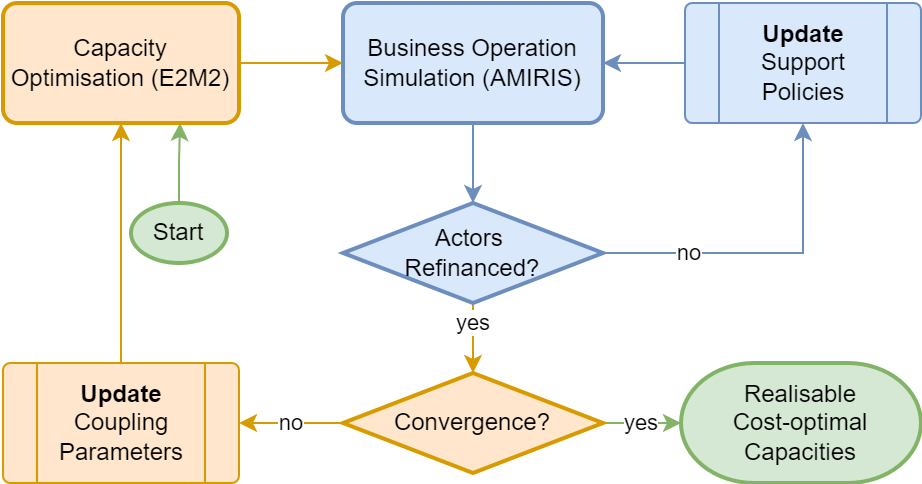 Capacity
Optimisation (E2M2)
Business Operation
Simulation (AMIRIS)
Update
Support
Policies
Start
Actors
Refinanced?
no
yes
Update
Coupling
Parameters
no
Convergence?
yes
Realisable
Cost-optimal
Capacities